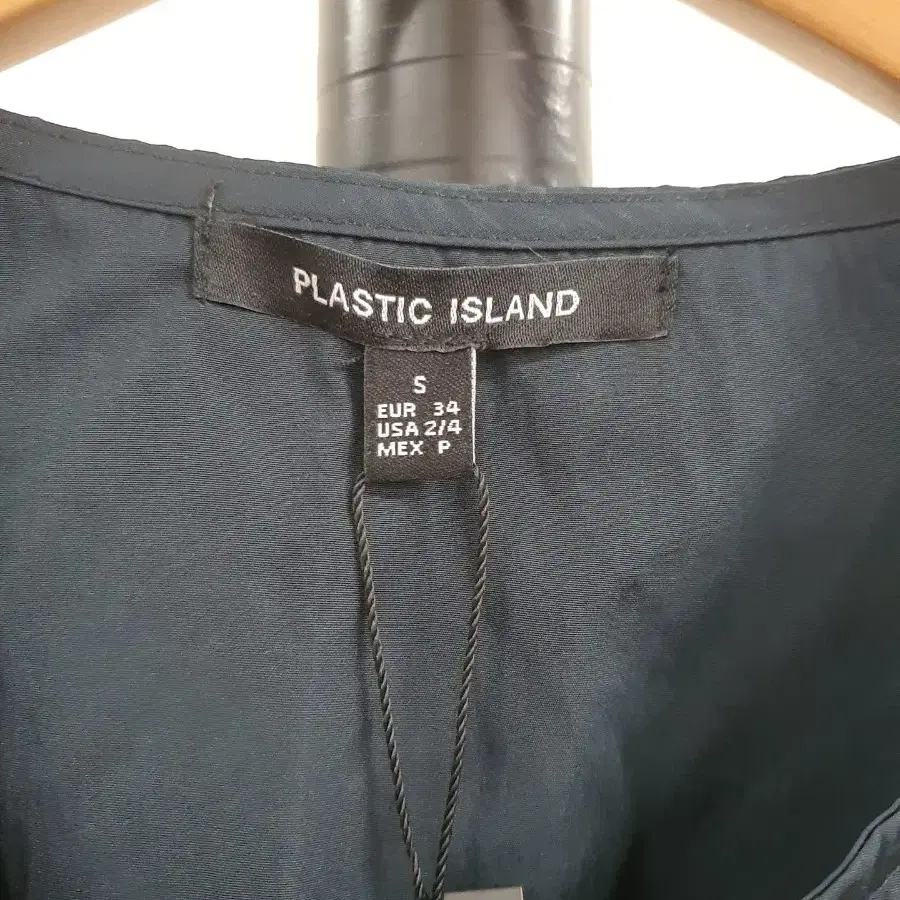 PLASTIC ISLAND
S
EUR 34
USA 2/4
MEX P